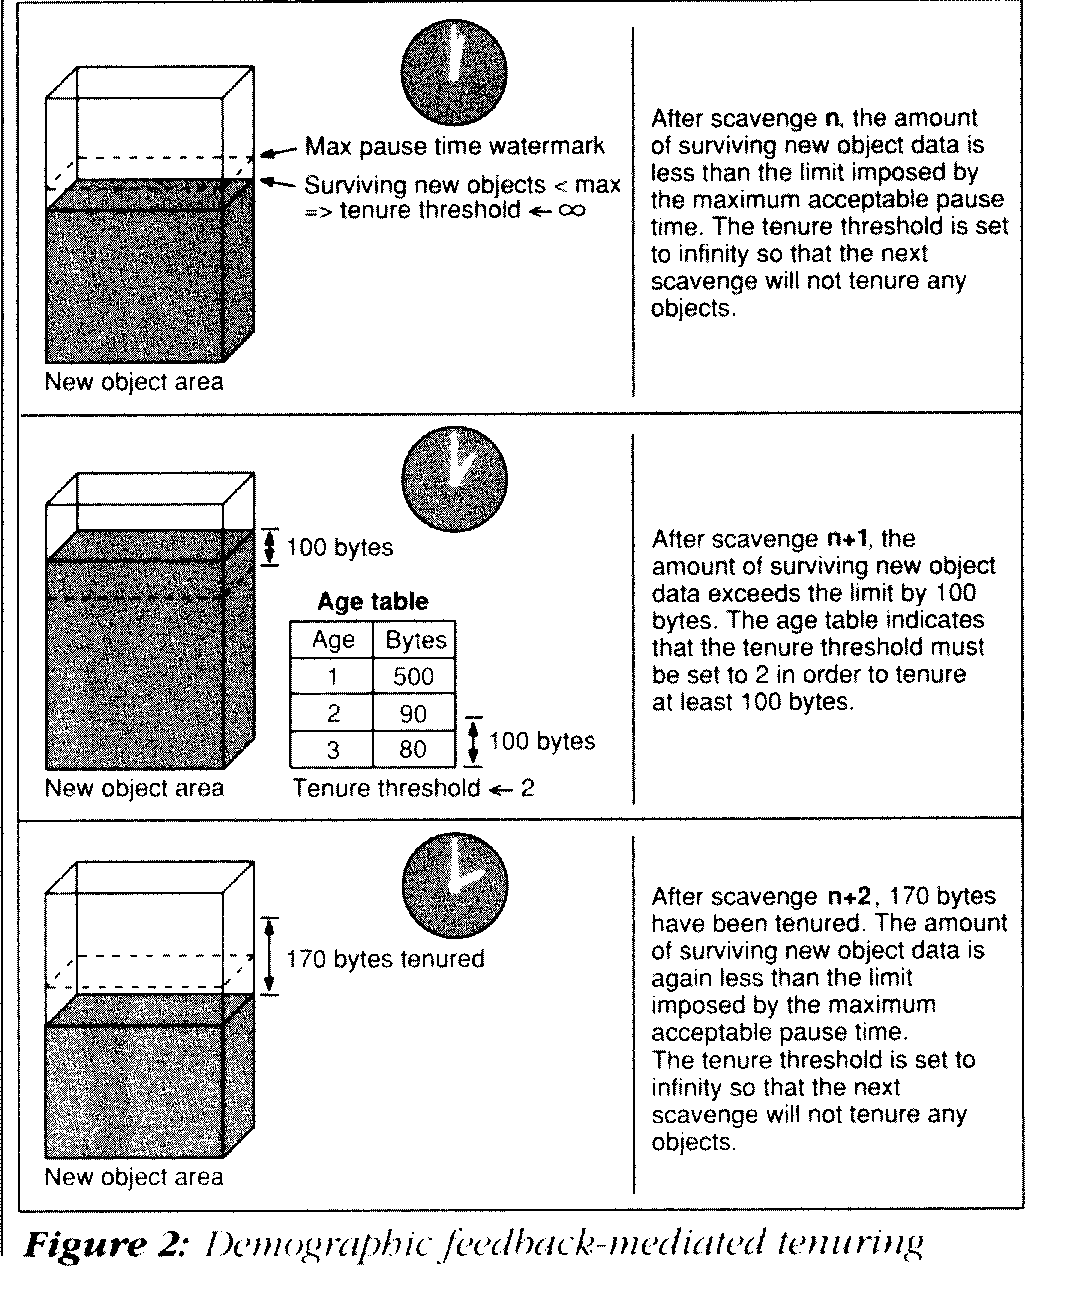 Max pause time watermark
Surviving new objects < max
=> tenure threshold ← ∞
New object area
After scavenge n, the amount
of surviving new object data is
less than the limit imposed by
the maximum acceptable pause
time. The tenure threshold is set
to infinity so that the next
scavenge will not tenure any
objects.
100 bytes
Age table
Age Bytes
1 500
2 90
3 80
100 bytes
New object area
Tenure threshold ← 2
After scavenge n+1, the
amount of surviving new object
data exceeds the limit by 100
bytes. The age table indicates
that the tenure threshold must
be set to 2 in order to tenure
at least 100 bytes.
170 bytes tenured
New object area
After scavenge n+2, 170 bytes
have been tenured. The amount
of surviving new object data is
again less than the limit
imposed by the maximum
acceptable pause time.
The tenure threshold is set to
infinity so that the next
scavenge will not tenure any
objects.
Figure 2: Demographic feedback-mediated tenuring